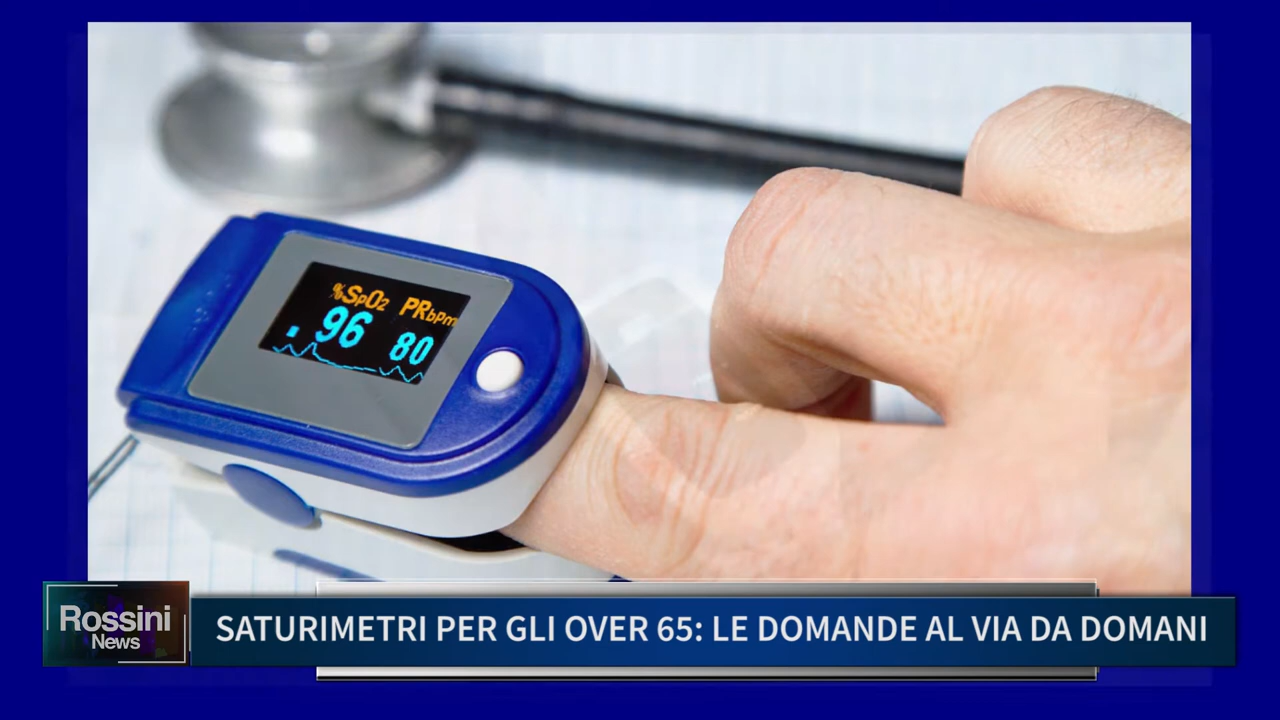 %SpO2 PRbpm
96 80
Rossini
News
SATURIMETRI PER GLI OVER 65: LE DOMANDE AL VIA DA DOMANI